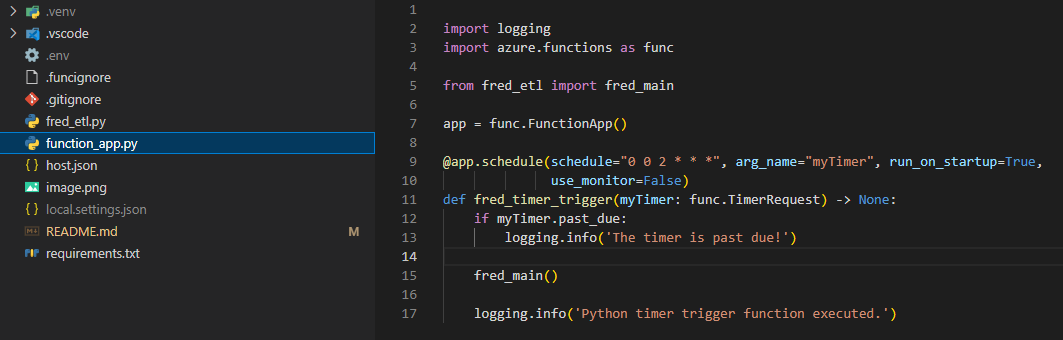 .venv
.vscode
.env
.funcignore
.gitignore
fred_etl.py
function_app.py
{ } host.json
image.png
{ } local.settings.json
README.md M
requirements.txt
1
2 import logging
3 import azure.functions as func
4
5 from fred_etl import fred_main
6
7 app = func.FunctionApp()
8
9 @app.schedule(schedule="0 0 2 * * *", arg_name="myTimer", run_on_startup=True,
10 use_monitor=False)
11 def fred_timer_trigger(myTimer: func.TimerRequest) -> None:
12 if myTimer.past_due:
13 logging.info('The timer is past due!')
14
15 fred_main()
16
17 logging.info('Python timer trigger function executed.')